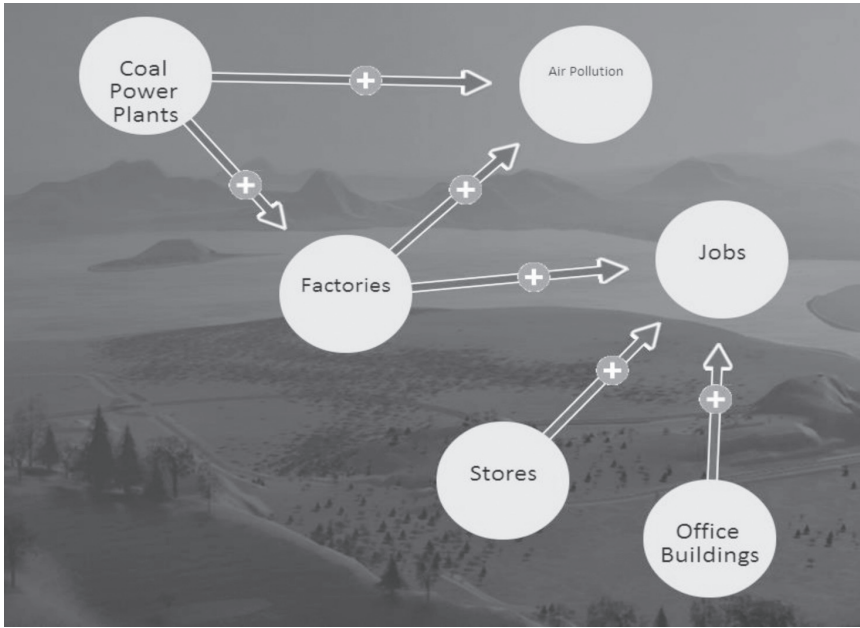 Coal
Power
Plants
Air Pollution
+
+
+
Factories
+
Jobs
+
+
Stores
Office
Buildings